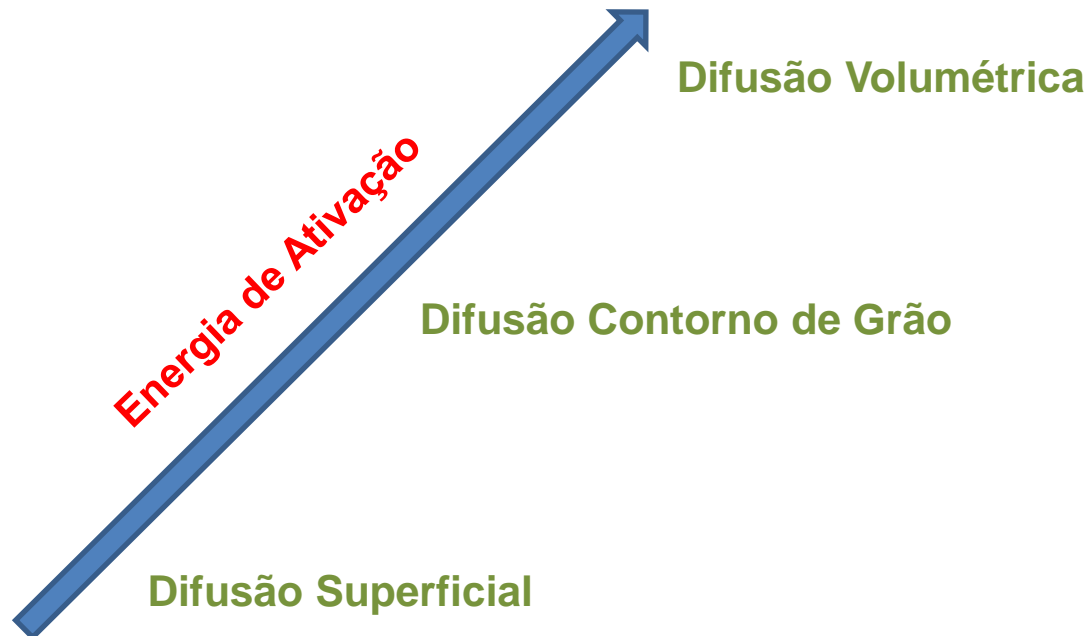 Difusão Volumétrica
Energia de Ativação
Difusão Contorno de Grão
Difusão Superficial